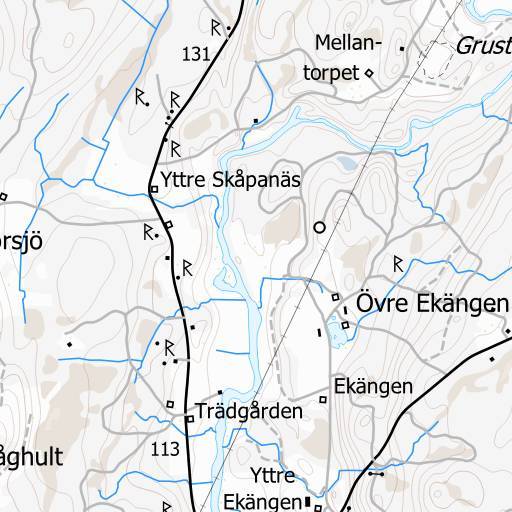 Mellan-
torpet
Grust
131
R
R
R
R
Yttre Skåpanäs
rsjö
R
R
R
Övre Ekängen
R
Ekängen
Trädgården
113
åghult
Yttre
Ekängen
R